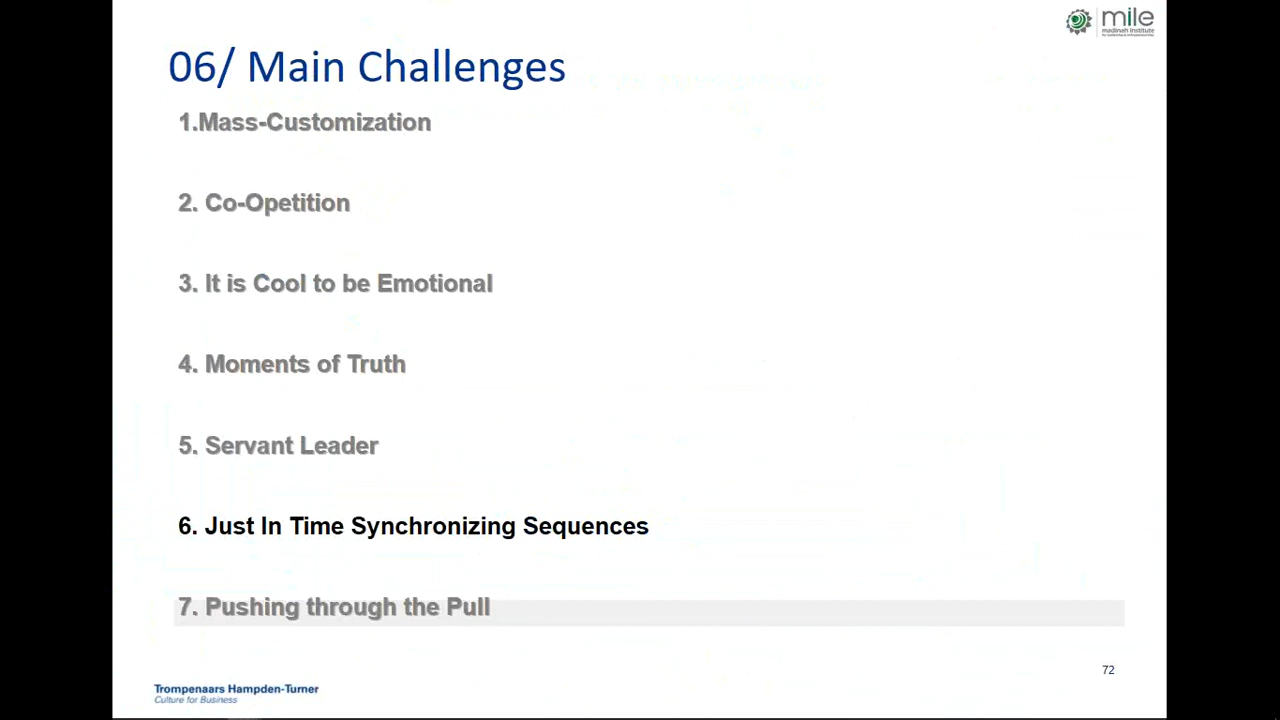 mile
madinah institute
for leadership & entrepreneurship
06/ Main Challenges
1.Mass-Customization
2. Co-Opetition
3. It is Cool to be Emotional
4. Moments of Truth
5. Servant Leader
6. Just In Time Synchronizing Sequences
7. Pushing through the Pull
72
Trompenaars Hampden-Turner
Culture for Business